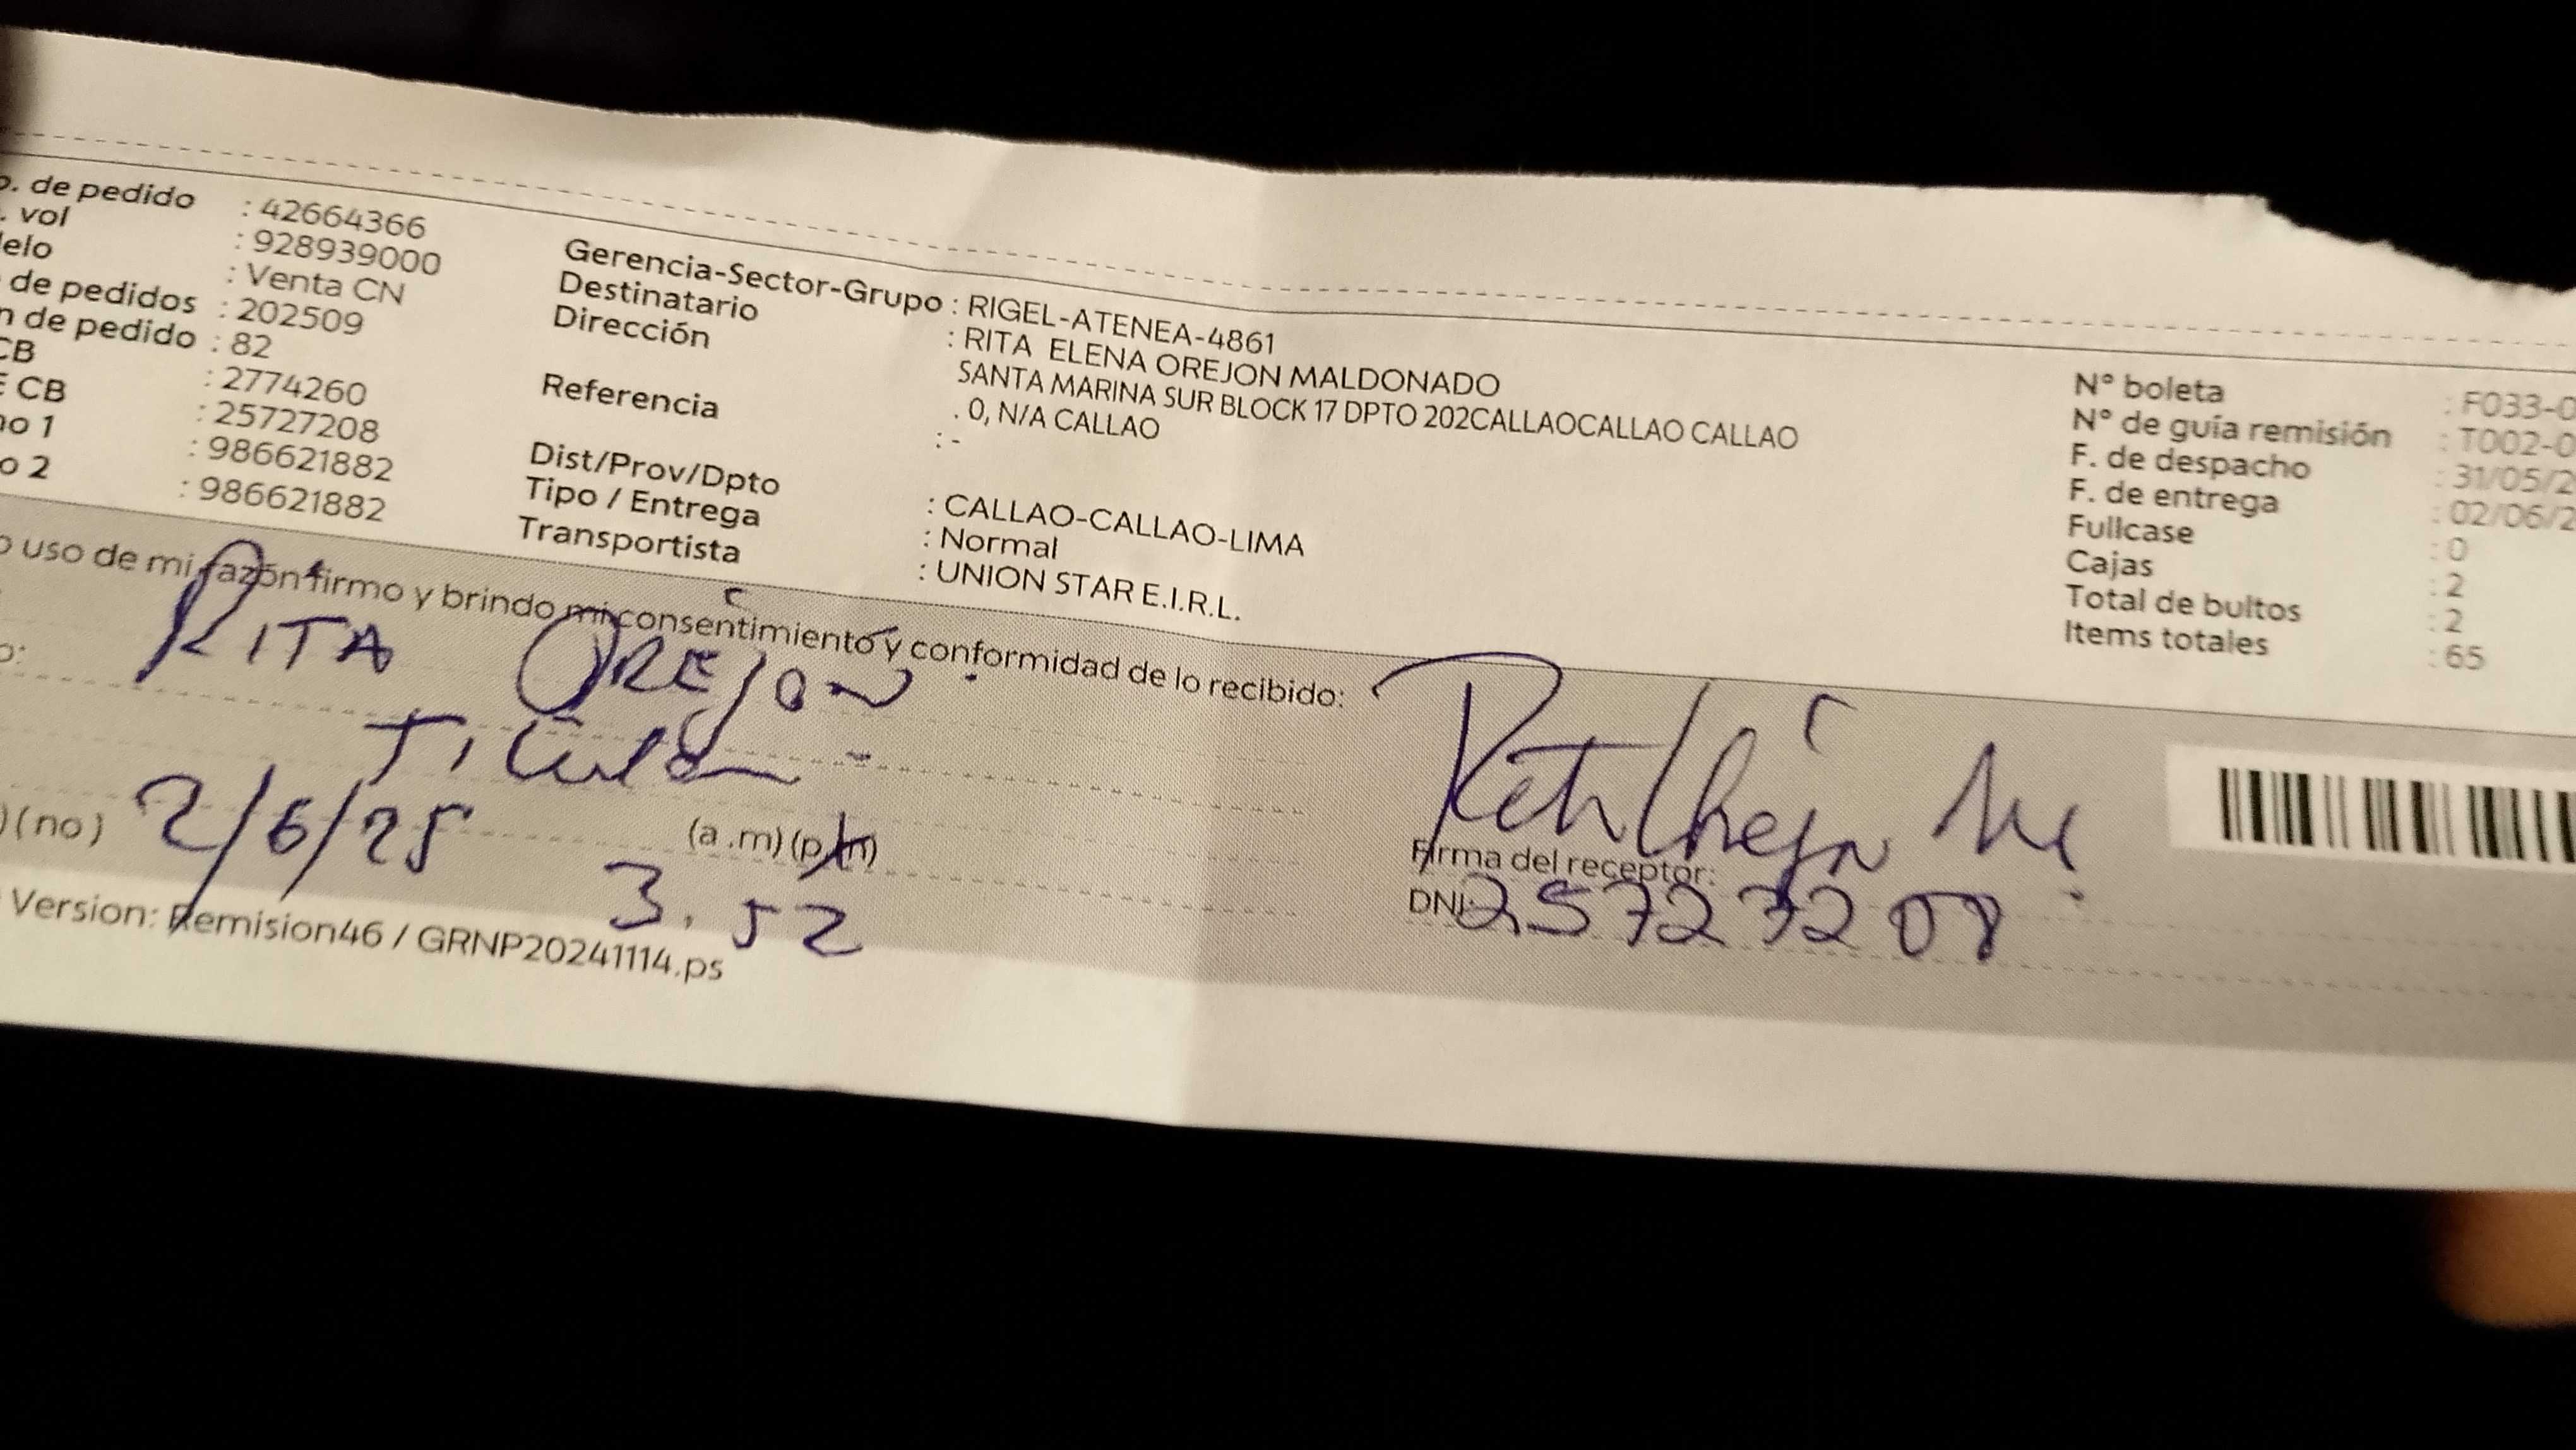 de pedido : 42664366
. vol : 928939000
elo : Venta CN
de pedidos : 202509
n de pedido : 82
CB : 2774260
CB : 25727208
o 1 : 986621882
o 2 : 986621882
Gerencia-Sector-Grupo : RIGEL-ATENEA-4861
Destinatario : RITA ELENA OREJON MALDONADO
Dirección SANTA MARINA SUR BLOCK 17 DPTO 202CALLAOCALLAO CALLAO
. 0, N/A CALLAO
Referencia : -
Dist/Prov/Dpto : CALLAO-CALLAO-LIMA
Tipo / Entrega : Normal
Transportista : UNION STAR E.I.R.L.
N° boleta : F033-0
N° de guía remisión : T002-0
F. de despacho : 31/05/2
F. de entrega : 02/06/2
Fullcase : 0
Cajas : 2
Total de bultos : 2
Items totales : 65
uso de mi razón firmo y brindo mi consentimiento y conformidad de lo recibido:
RITA OREJON
Titular
(no) 2/6/25 (a.m) (p.m)
3.52
Firma del receptor:
DNI: 25727208
Version: Remision46 / GRNP20241114.ps